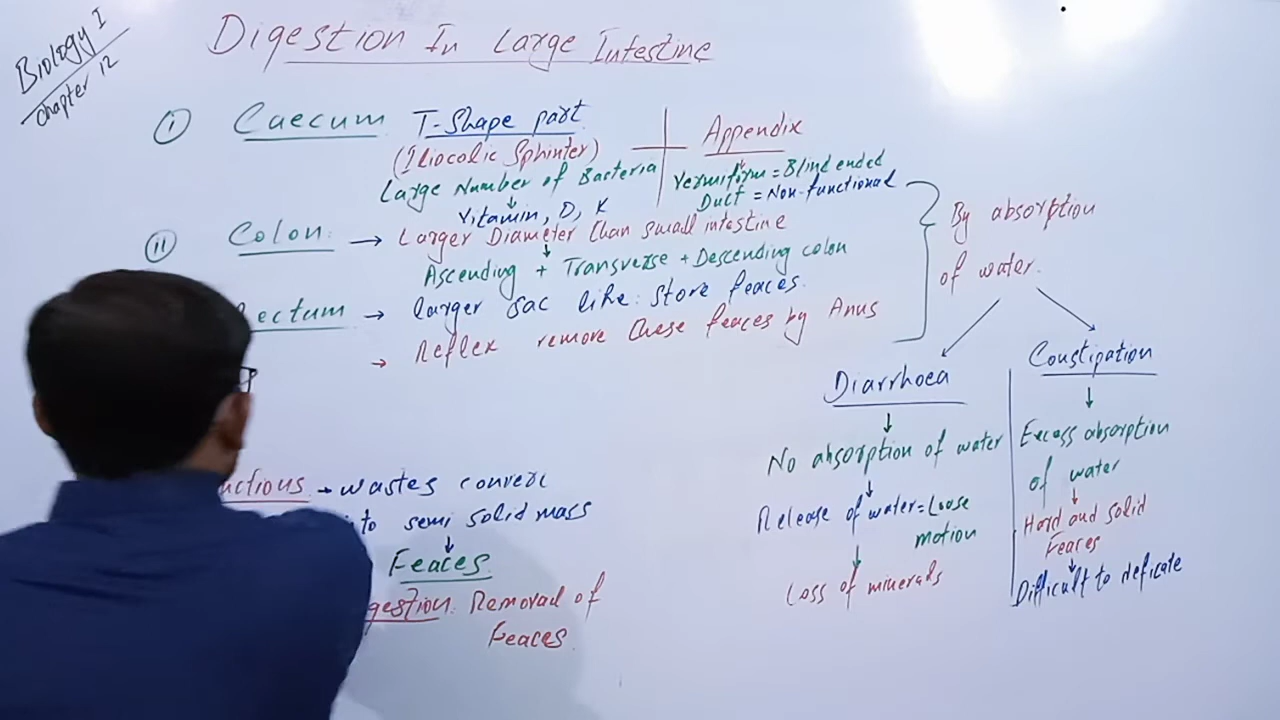 Biology I
Chapter 12
Digestion In Large Intestine
(i) Caecum T-Shape part
(Iliocolic Sphinter)
Large Number of Bacteria
Vitamin, D, K
Appendix
Vermiform = Blind ended
Duct = Non-functional
(ii) Colon: → Larger Diameter than small intestine
Ascending + Transverse + Descending colon
ectum → larger sac like: store feaces.
→ Reflex remove these feaces by Anus
By absorption
of water.
Diarrhoea
No absorption of water
Release of water = Loose
motion
Loss of minerals
Constipation
Excess absorption
of water
Hard and solid
Feaces
Difficult to deficate
nctions → wastes convert
to semi solid mass
Feaces
gestion: Removal of
Feaces.